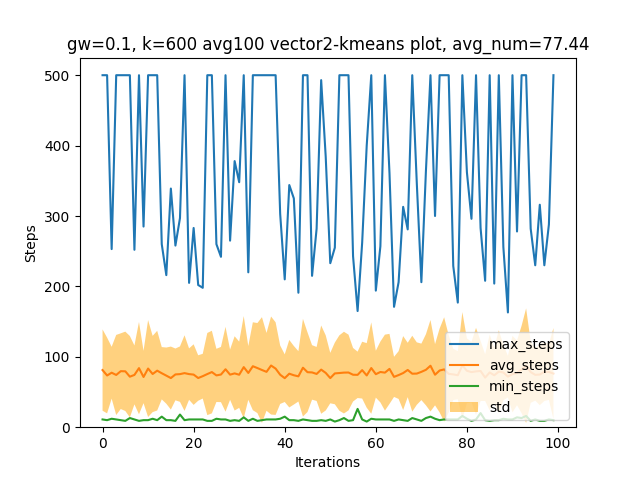 gw=0.1, k=600 avg100 vector2-kmeans plot, avg_num=77.44
500
400
300
200
100
0
Steps
max_steps
avg_steps
min_steps
std
0
20
40
60
80
100
Iterations